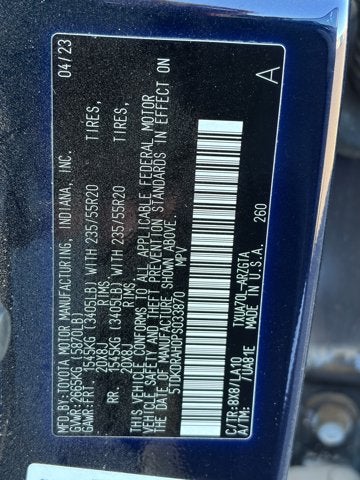 MFD.BY:TOYOTA MOTOR MANUFACTURING, INDIANA, INC. 04/23
GVWR:2665KG(5870LB)
GAWR:FRT. 1545KG (3405LB) WITH 235/55R20 TIRES,
20X8J RIMS
RR. 1545KG (3405LB) WITH 235/55R20 TIRES,
20X8J RIMS
THIS VEHICLE CONFORMS TO ALL APPLICABLE FEDERAL MOTOR
VEHICLE SAFETY AND THEFT PREVENTION STANDARDS IN EFFECT ON
THE DATE OF MANUFACTURE SHOWN ABOVE.
MPV
A
C/TR:8X8/LA10 TXUA70L-ARZGTA
A/TM: /UA81E MADE IN U.S.A. 260